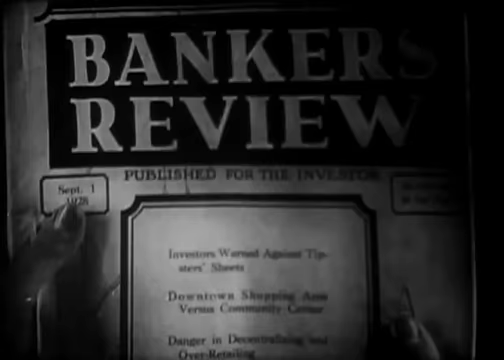 BANKERS
REVIEW
PUBLISHED FOR THE INVESTOR
Sept. 1
1928
Investors Warned Against Tip-
sters' Sheets
Downtown Shopping Area
Versus Community Center
Danger in Decentralizing and
Over-Retailing